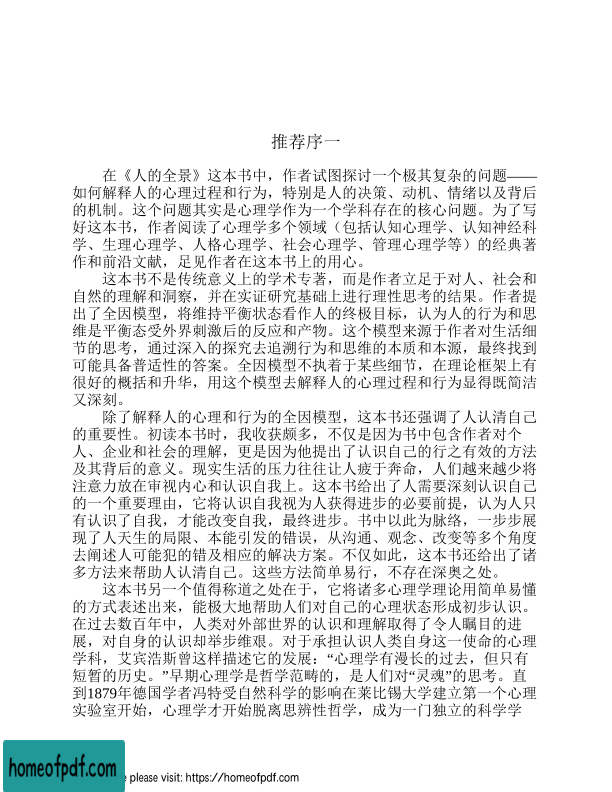 推荐序一
在《人的全景》这本书中，作者试图探讨一个极其复杂的问题——
如何解释人的心理过程和行为，特别是人的决策、动机、情绪以及背后
的机制。这个问题其实是心理学作为一个学科存在的核心问题。为了写
好这本书，作者阅读了心理学多个领域（包括认知心理学、认知神经科
学、生理心理学、人格心理学、社会心理学、管理心理学等）的经典著
作和前沿文献，足见作者在这本书上的用心。
这本书不是传统意义上的学术专著，而是作者立足于对人、社会和
自然的理解和洞察，并在实证研究基础上进行理性思考的结果。作者提
出了全因模型，将维持平衡状态看作人的终极目标，认为人的行为和思
维是平衡态受外界刺激后的反应和产物。这个模型来源于作者对生活细
节的思考，通过深入的探究去追溯行为和思维的本质和本源，最终找到
可能具备普适性的答案。全因模型不执着于某些细节，在理论框架上有
很好的概括和升华，用这个模型去解释人的心理过程和行为显得既简洁
又深刻。
除了解释人的心理和行为的全因模型，这本书还强调了人认清自己
的重要性。初读本书时，我收获颇多，不仅是因为书中包含作者对个
人、企业和社会的理解，更是因为他提出了认识自己的行之有效的方法
及其背后的意义。现实生活的压力往往让人疲于奔命，人们越来越少将
注意力放在审视内心和认识自我上。这本书给出了人需要深刻认识自己
的一个重要理由，它将认识自我视为人获得进步的必要前提，认为人只
有认识了自我，才能改变自我，最终进步。书中以此为脉络，一步步展
现了人天生的局限、本能引发的错误，从沟通、观念、改变等多个角度
去阐述人可能犯的错及相应的解决方案。不仅如此，这本书还给出了诸
多方法来帮助人认清自己。这些方法简单易行，不存在深奥之处。
这本书另一个值得称道之处在于，它将诸多心理学理论用简单易懂
的方式表述出来，能极大地帮助人们对自己的心理状态形成初步认识。
在过去数百年中，人类对外部世界的认识和理解取得了令人瞩目的进
展，对自身的认识却举步维艰。对于承担认识人类自身这一使命的心理
学科，艾宾浩斯曾这样描述它的发展：“心理学有漫长的过去，但只有
短暂的历史。”早期心理学是哲学范畴的，是人们对“灵魂”的思考。直
到1879年德国学者冯特受自然科学的影响在莱比锡大学建立第一个心理
实验室开始，心理学才开始脱离思辨性哲学，成为一门独立的科学学
homeofpdf.com
e please visit: https://homeofpdf.com